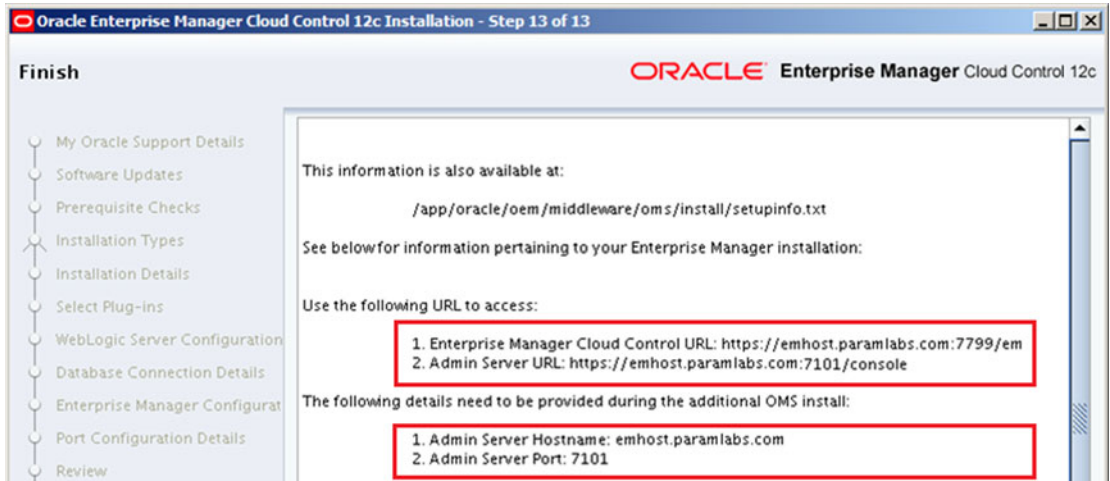 Oracle Enterprise Manager Cloud Control 12c Installation - Step 13 of 13
Finish
ORACLE Enterprise Manager Cloud Control 12c
My Oracle Support Details
Software Updates
Prerequisite Checks
Installation Types
Installation Details
Select Plug-ins
WebLogic Server Configuration
Database Connection Details
Enterprise Manager Configurat
Port Configuration Details
Review
This information is also available at:
/app/oracle/oem/middleware/oms/install/setupinfo.txt
See below for information pertaining to your Enterprise Manager installation:
Use the following URL to access:
1. Enterprise Manager Cloud Control URL: https://emhost.paramlabs.com:7799/em
2. Admin Server URL: https://emhost.paramlabs.com:7101/console
The following details need to be provided during the additional OMS install:
1. Admin Server Hostname: emhost.paramlabs.com
2. Admin Server Port: 7101